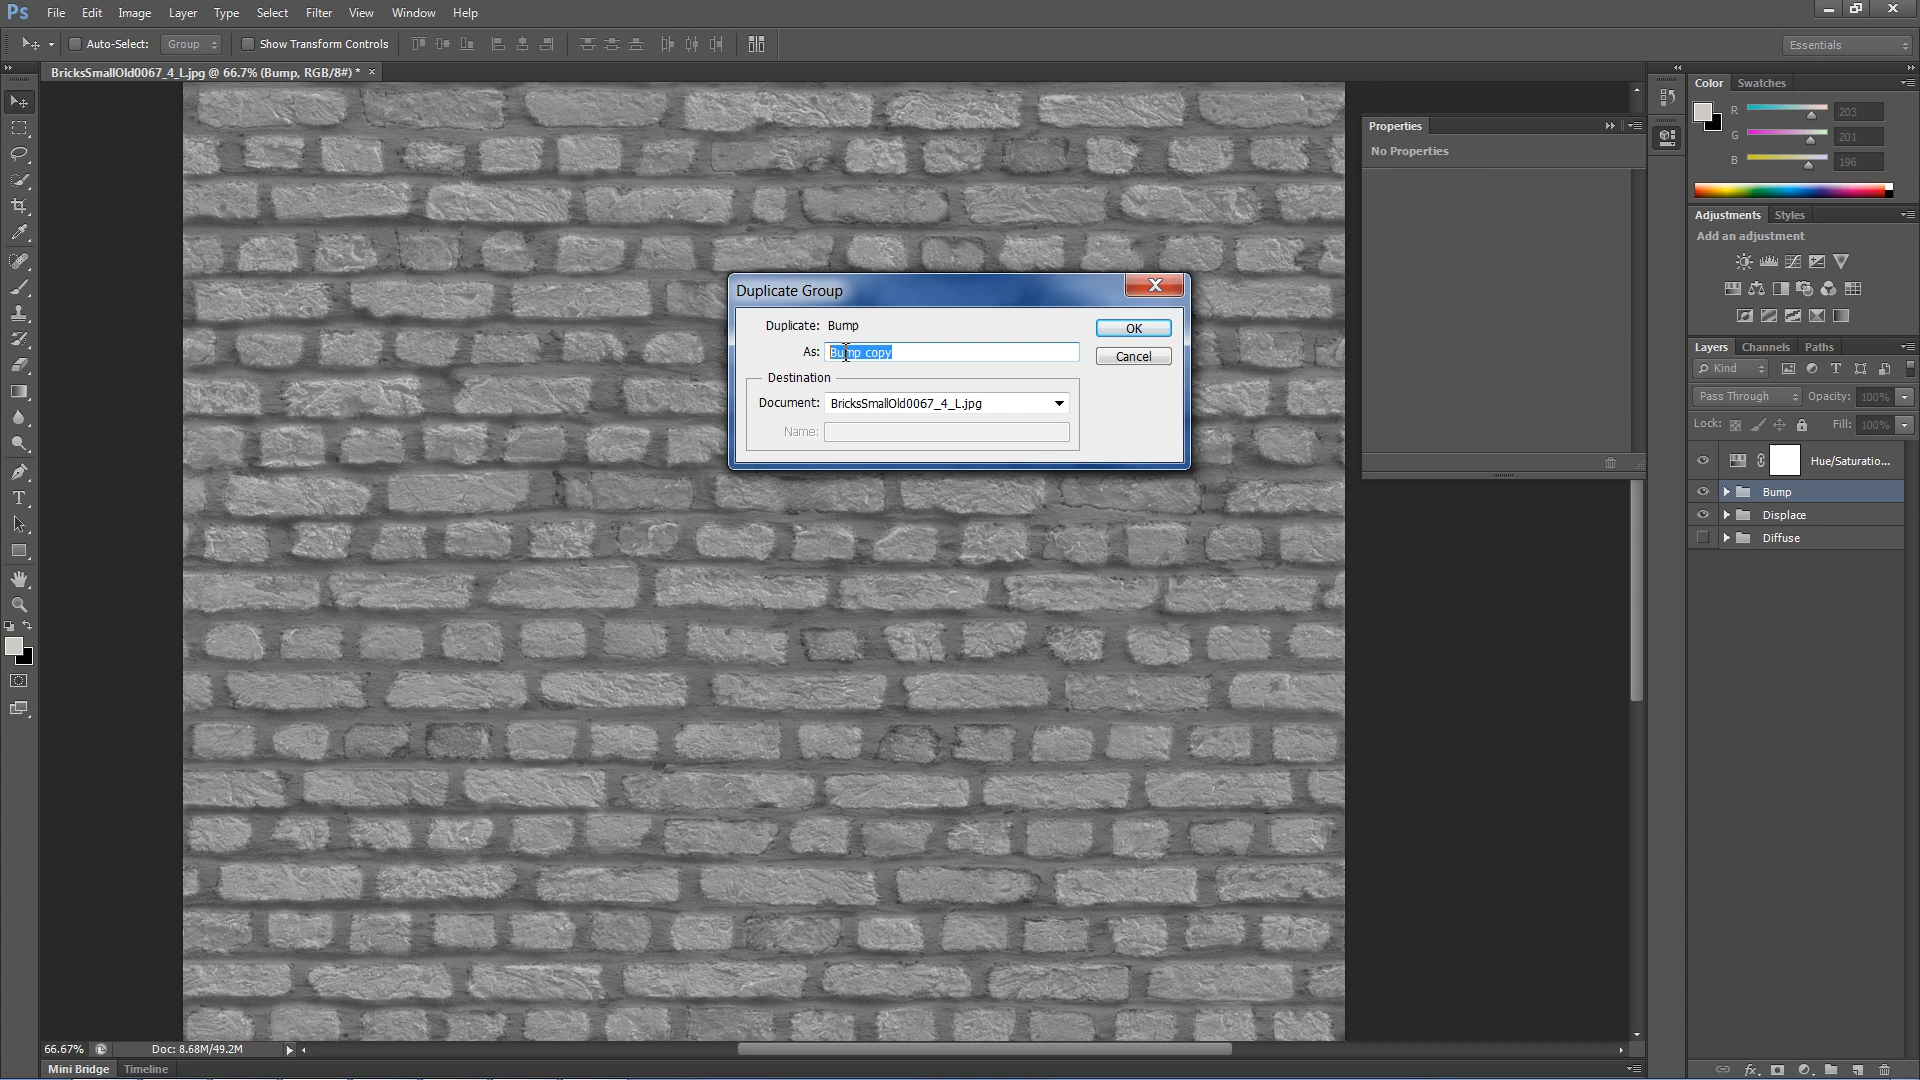 Ps File Edit Image Layer Type Select Filter View Window Help
Auto-Select: Group Show Transform Controls Essentials
BricksSmallOld0067_4_L.jpg @ 66.7% (Bump, RGB/8#) * ×
Color Swatches
R 203
G 201
B 196
Properties
No Properties
Adjustments Styles
Add an adjustment
Duplicate Group
Duplicate: Bump
As: Bump copy
OK
Cancel
Destination
Document: BricksSmallOld0067_4_L.jpg
Name:
Layers Channels Paths
Kind
Pass Through Opacity: 100%
Lock: Fill: 100%
Hue/Saturatio...
Bump
Displace
Diffuse
66.67% Doc: 8.68M/49.2M
Mini Bridge Timeline